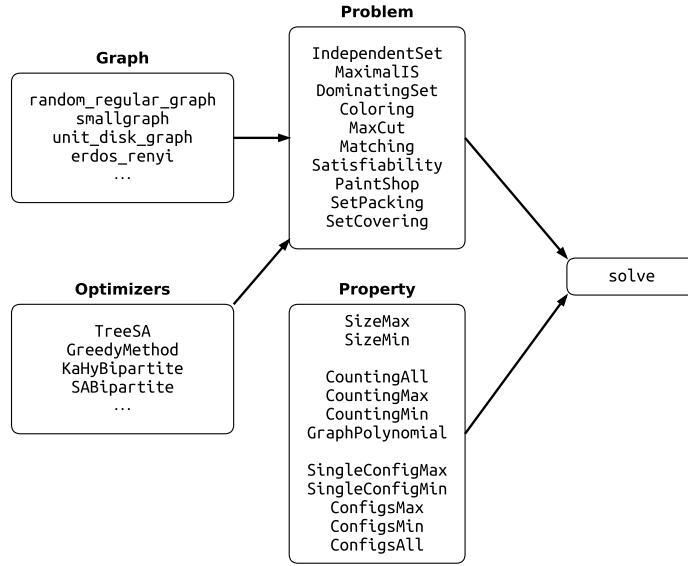 Graph
random_regular_graph
smallgraph
unit_disk_graph
erdos_renyi
...
Optimizers
TreeSA
GreedyMethod
KaHyBipartite
SABipartite
...
Problem
IndependentSet
MaximalIS
DominatingSet
Coloring
MaxCut
Matching
Satisfiability
PaintShop
SetPacking
SetCovering
Property
SizeMax
SizeMin
CountingAll
CountingMax
CountingMin
GraphPolynomial
SingleConfigMax
SingleConfigMin
ConfigsMax
ConfigsMin
ConfigsAll
solve